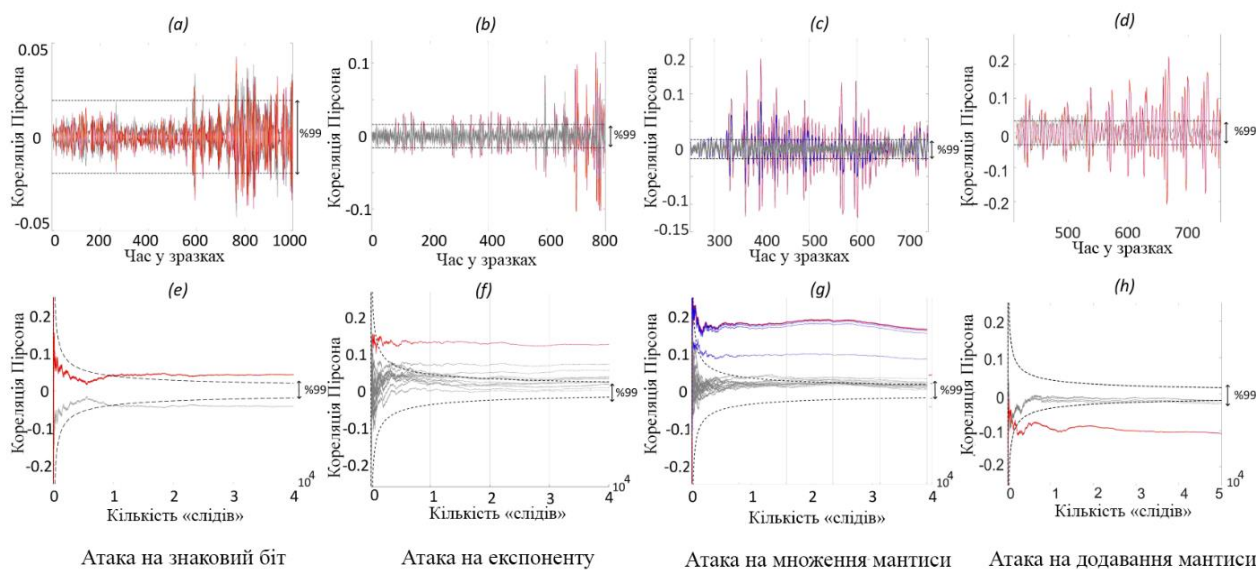 (a)
Кореляція Пірсона
0.05
0
-0.05
%99
0 200 400 600 800 1000
Час у зразках
(b)
Кореляція Пірсона
0.1
0
-0.1
%99
0 200 400 600 800
Час у зразках
(c)
Кореляція Пірсона
0.2
0.1
0
-0.1
-0.15
%99
300 400 500 600 700
Час у зразках
(d)
Кореляція Пірсона
0.2
0.1
0
-0.1
-0.2
%99
500 600 700
Час у зразках
(e)
Кореляція Пірсона
0.2
0.1
0
-0.1
-0.2
%99
0 1 2 3 4
10^4
Кількість «слідів»
Атака на знаковий біт
(f)
Кореляція Пірсона
0.2
0.1
0
-0.1
-0.2
%99
0 1 2 3 4
10^4
Кількість «слідів»
Атака на експоненту
(g)
Кореляція Пірсона
0.2
0.1
0
-0.1
-0.2
%99
0 1 2 3 4
10^4
Кількість «слідів»
Атака на множення мантиси
(h)
Кореляція Пірсона
0.2
0.1
0
-0.1
-0.2
%99
0 1 2 3 4 5
10^4
Кількість «слідів»
Атака на додавання мантиси